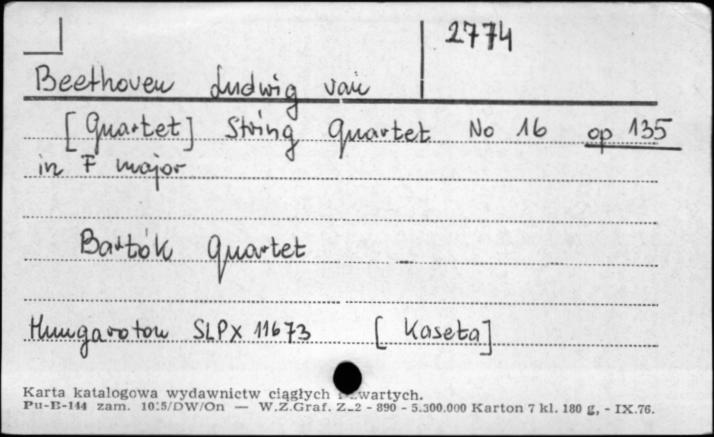 2774
Beethoven Ludwig van
[Quartet] String Quartet No 16 op 135
in F major
Bartók Quartet
Hungaroton SLPX 11673 [Kaseta]
Karta katalogowa wydawnictw ciągłych i zwartych.
Pu-B-144 zam. 1015/DW/On — W.Z.Graf. Z-2 - 890 - 5.300.000 Karton 7 kl. 180 g, - IX.76.